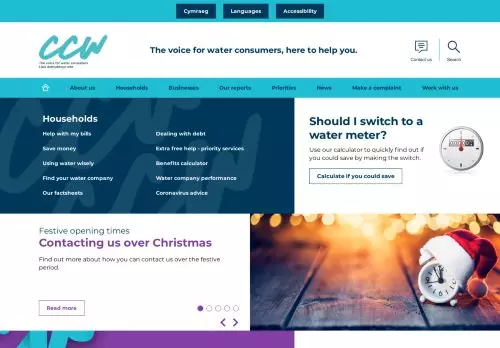 Cymraeg
Languages
Accessibility
CCW
The voice for water consumers
Llais defnyddwyr dŵr
The voice for water consumers, here to help you.
Contact us
Search
About us
Households
Businesses
Our reports
Priorities
News
Make a complaint
Work with us
Households
Help with my bills
Save money
Using water wisely
Find your water company
Our factsheets
Dealing with debt
Extra free help - priority services
Benefits calculator
Water company performance
Coronavirus advice
Should I switch to a
water meter?
Use our calculator to quickly find out if
you could save by making the switch.
Calculate if you could save
Festive opening times
Contacting us over Christmas
Find out more about how you can contact us over the festive
period.
Read more